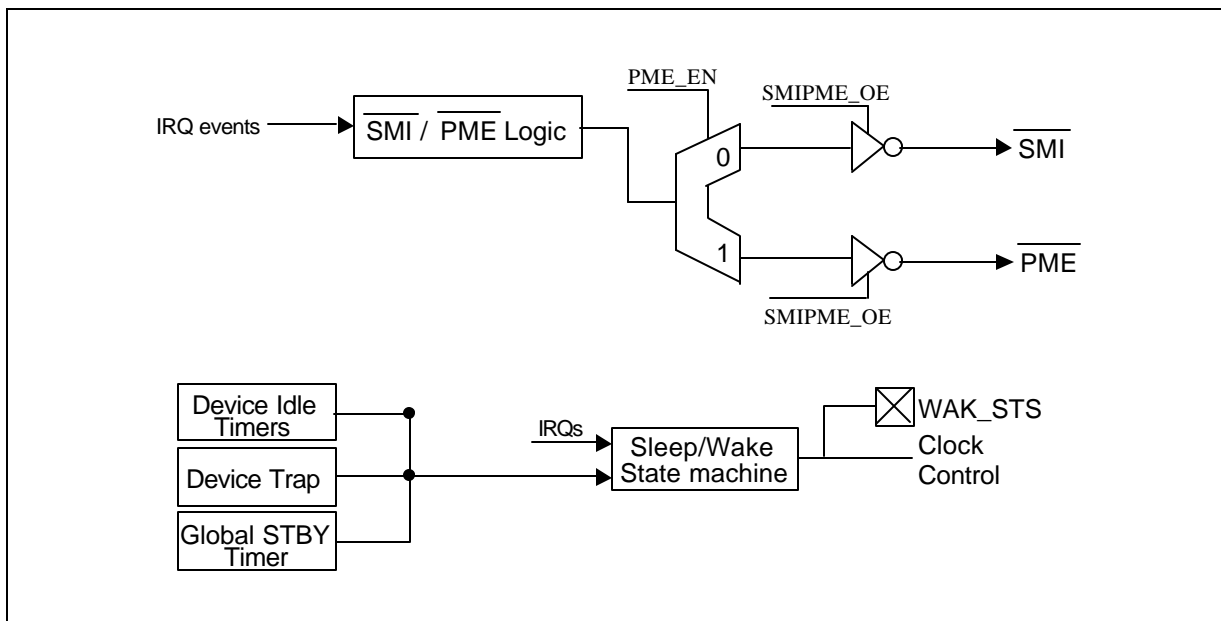 PME_EN
SMIPME_OE
IRQ events
SMI / PME Logic
0
SMI
1
PME
SMIPME_OE
Device Idle
Timers
Device Trap
Global STBY
Timer
IRQs
Sleep/Wake
State machine
WAK_STS
Clock
Control